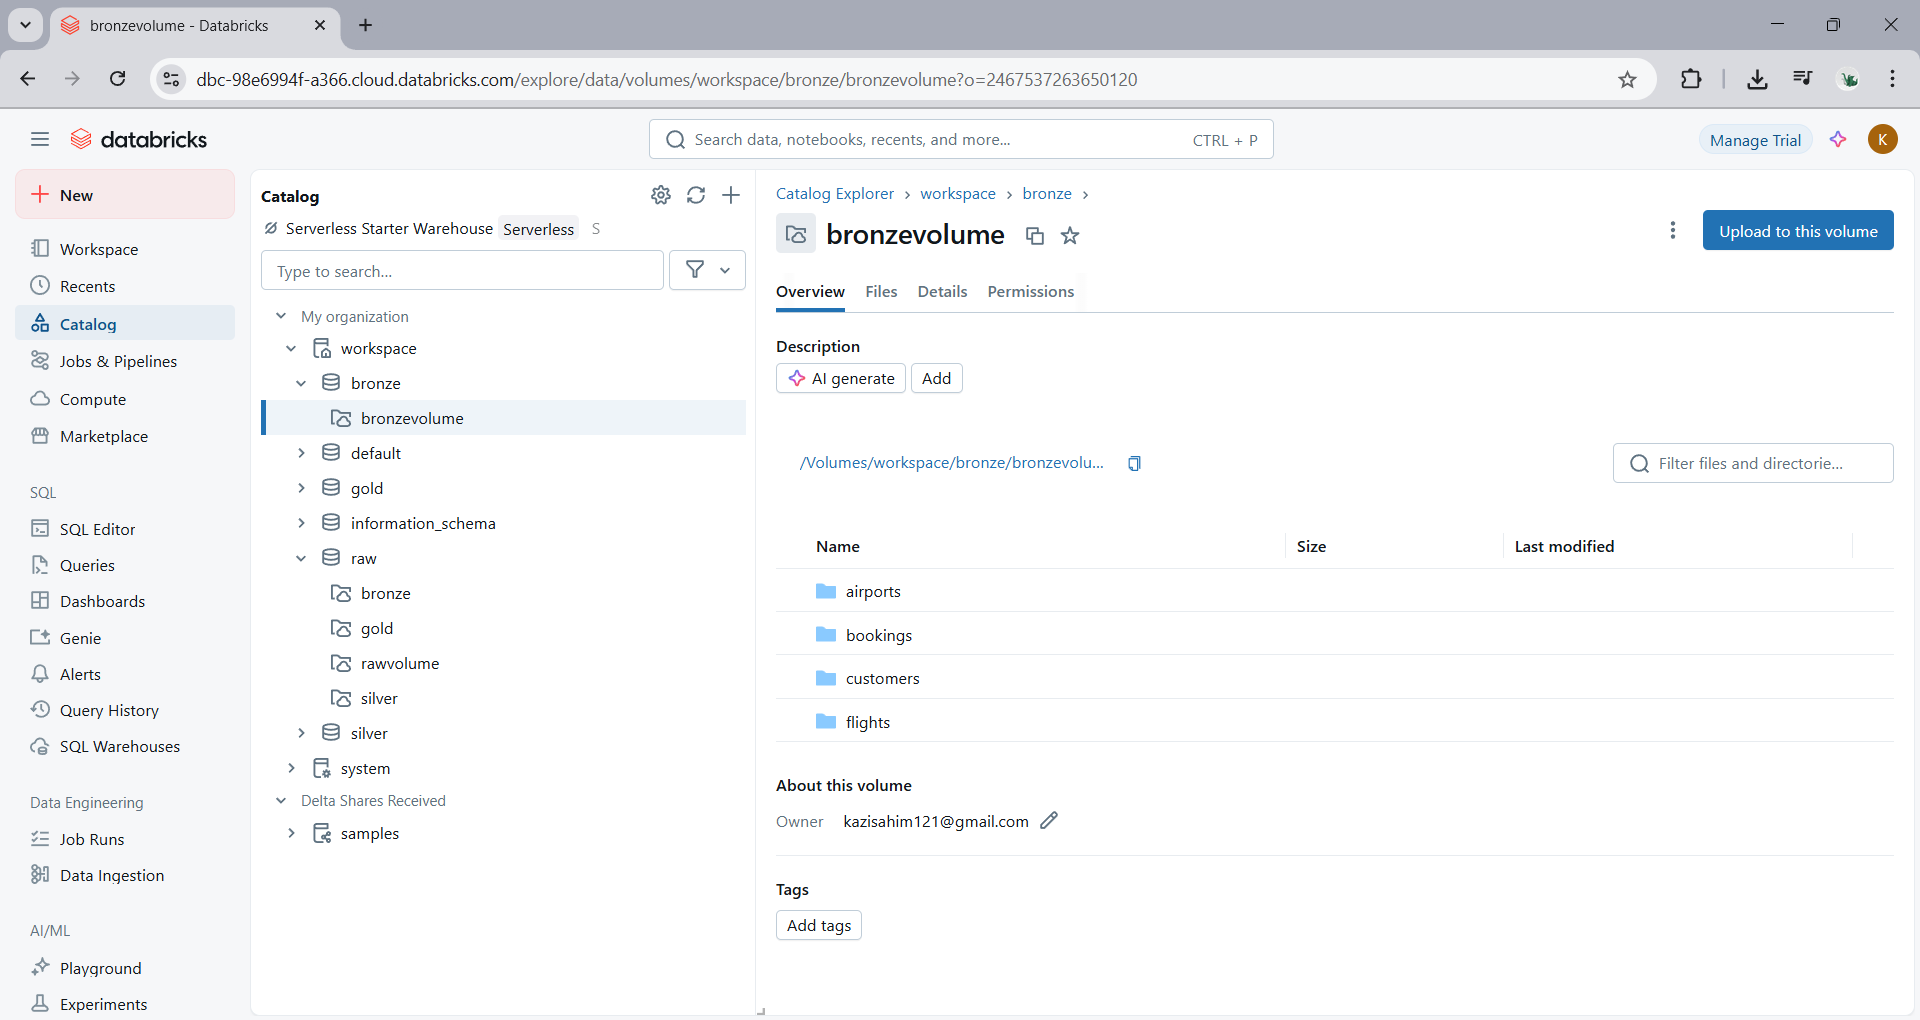 bronzevolume - Databricks
dbc-98e6994f-a366.cloud.databricks.com/explore/data/volumes/workspace/bronze/bronzevolume?o=2467537263650120
databricks
Search data, notebooks, recents, and more...
CTRL + P
Manage Trial
K
New
Workspace
Recents
Catalog
Jobs & Pipelines
Compute
Marketplace
SQL
SQL Editor
Queries
Dashboards
Genie
Alerts
Query History
SQL Warehouses
Data Engineering
Job Runs
Data Ingestion
AI/ML
Playground
Experiments
Catalog
Serverless Starter Warehouse Serverless S
Type to search...
My organization
workspace
bronze
bronzevolume
default
gold
information_schema
raw
bronze
gold
rawvolume
silver
silver
system
Delta Shares Received
samples
Catalog Explorer > workspace > bronze >
bronzevolume
Upload to this volume
Overview Files Details Permissions
Description
AI generate Add
/Volumes/workspace/bronze/bronzevolu...
Filter files and directorie...
Name Size Last modified
airports
bookings
customers
flights
About this volume
Owner kazisahim121@gmail.com
Tags
Add tags